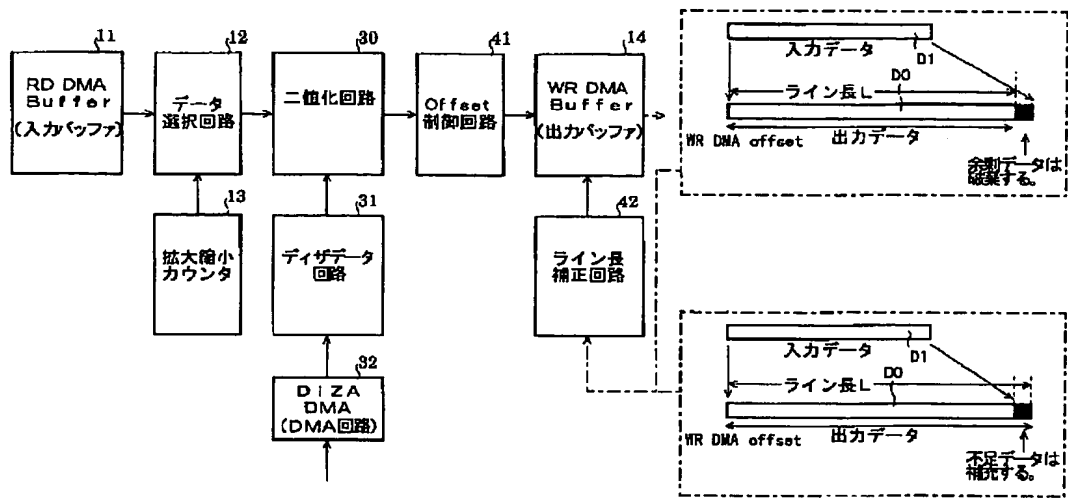 11
RD DMA
Buffer
(入力バッファ)
12
データ
選択回路
30
二値化回路
41
Offset
制御回路
14
WR DMA
Buffer
(出力バッファ)
13
拡大縮小
カウンタ
31
ディザデータ
回路
42
ライン長
補正回路
32
DIZA
DMA
(DMA回路)
入力データ
D1
D0
ライン長L
WR DMA offset
出力データ
余剰データは
破棄する。
入力データ
D1
D0
ライン長L
WR DMA offset
出力データ
不足データは
補充する。